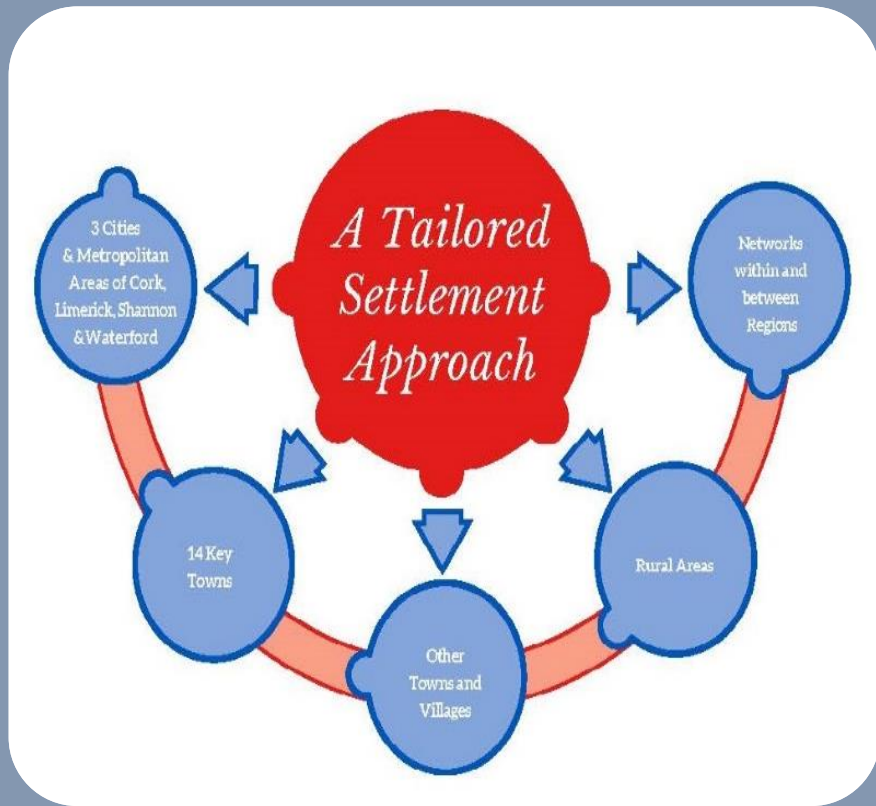 A Tailored
Settlement
Approach
3 Cities
& Metropolitan
Areas of Cork,
Limerick, Shannon
& Waterford
14 Key
Towns
Other
Towns and
Villages
Rural Areas
Networks
within and
between
Regions